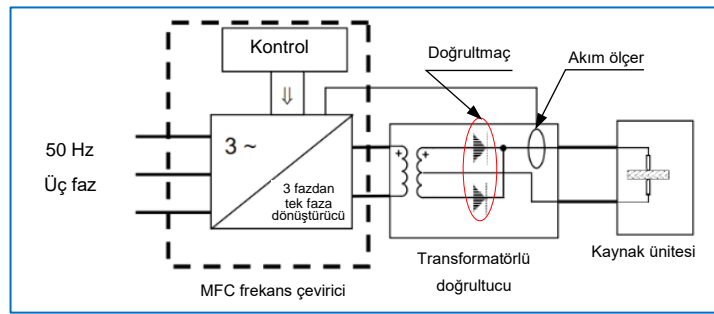 Kontrol
Doğrultmaç
Akım ölçer
⇓
50 Hz
Üç faz
3 ~
3 fazdan
tek faza
dönüştürücü
+
+
Transformatörlü
doğrultucu
Kaynak ünitesi
MFC frekans çevirici